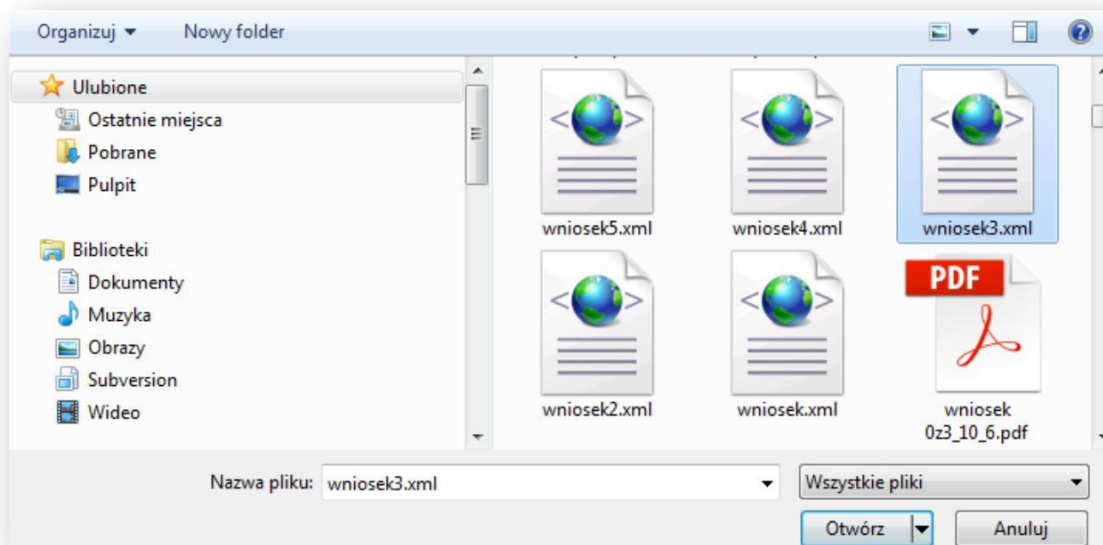 Organizuj
Nowy folder
Ulubione
Ostatnie miejsca
Pobrane
Pulpit
Biblioteki
Dokumenty
Muzyka
Obrazy
Subversion
Wideo
wniosek5.xml
wniosek4.xml
wniosek3.xml
PDF
wniosek2.xml
wniosek.xml
wniosek
0z3_10_6.pdf
Nazwa pliku: wniosek3.xml
Wszystkie pliki
Otwórz
Anuluj